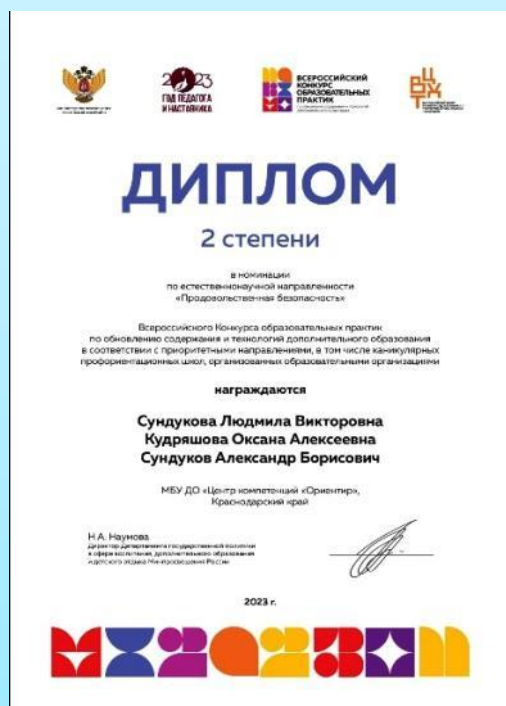 2023
ГОД ПЕДАГОГА
И НАСТАВНИКА
ВСЕРОССИЙСКИЙ
КОНКУРС
ОБРАЗОВАТЕЛЬНЫХ
ПРАКТИК
ДИПЛОМ
2 степени
в номинации
по естественнонаучной направленности
«Продовольственная безопасность»
Всероссийского Конкурса образовательных практик
по обновлению содержания и технологий дополнительного образования
в соответствии с приоритетными направлениями, в том числе каникулярных
профориентационных школ, организованных образовательными организациями
награждаются
Сундукова Людмила Викторовна
Кудряшова Оксана Алексеевна
Сундуков Александр Борисович
МБУ ДО «Центр компетенций «Ориентир»,
Краснодарский край
Н.А. Наумова
Директор Департамента государственной политики
в сфере воспитания, дополнительного образования
и детского отдыха Минпросвещения России
2023 г.